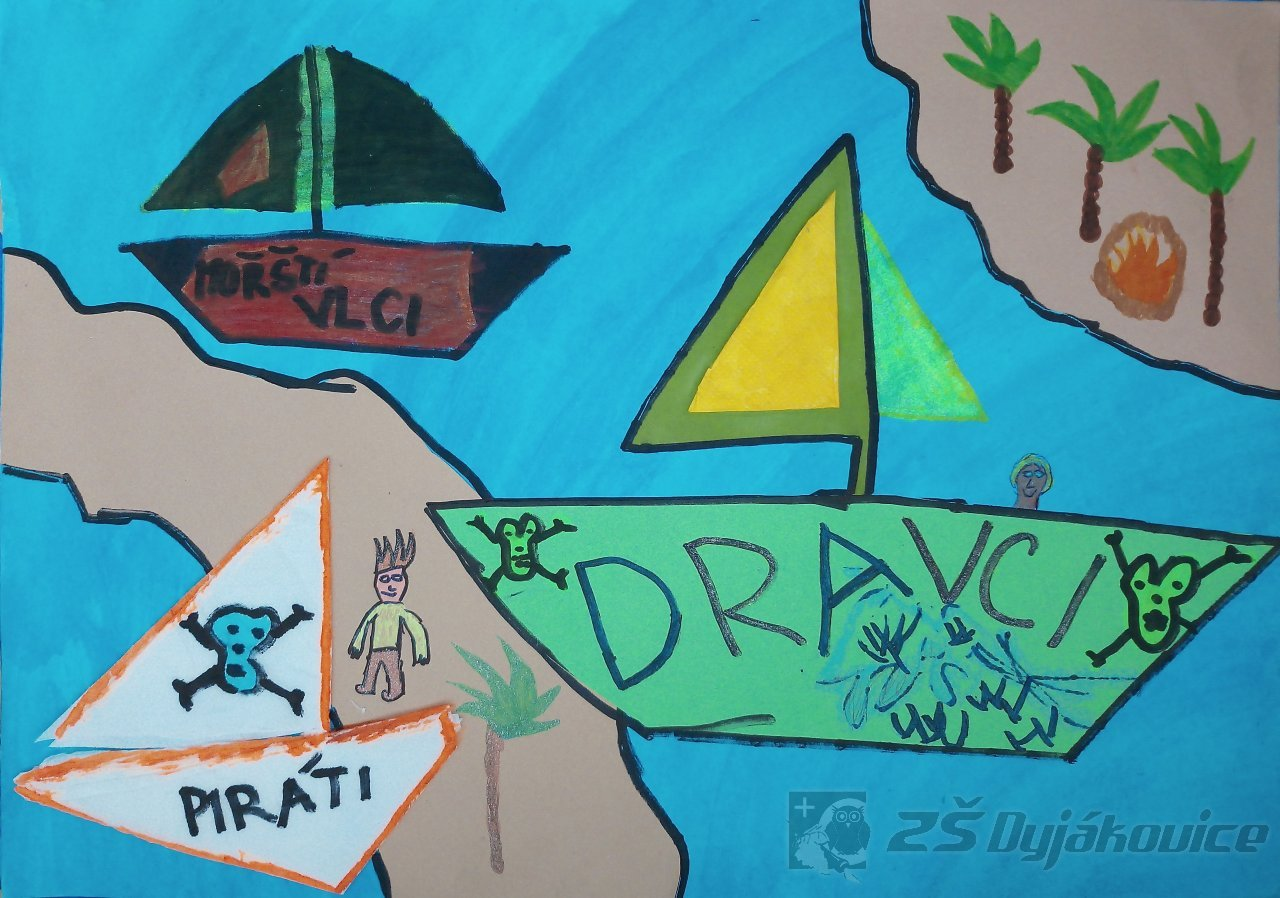 MOŘŠTÍ
VLCI
DRAVCI
PIRÁTI
ZŠ Dyjákovice